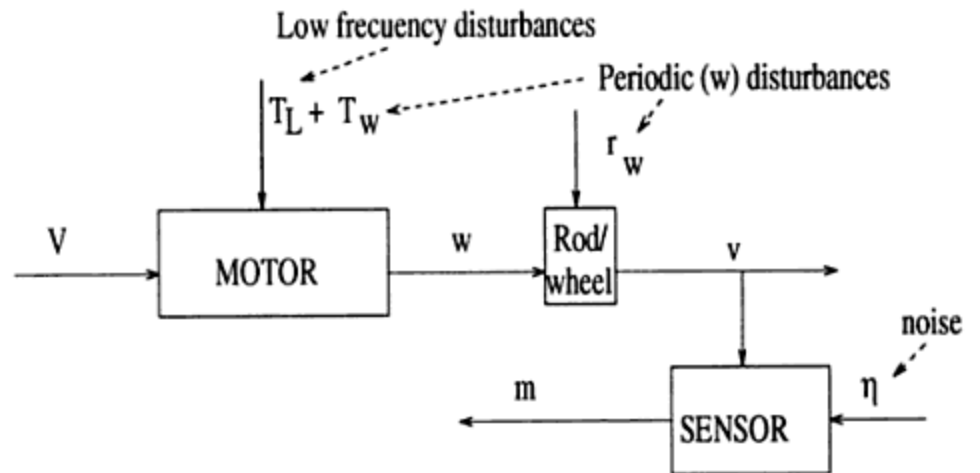 Low frecuency disturbances
Periodic (w) disturbances
T_L + T_w
r_w
V
MOTOR
w
Rod/
wheel
v
noise
m
SENSOR
η